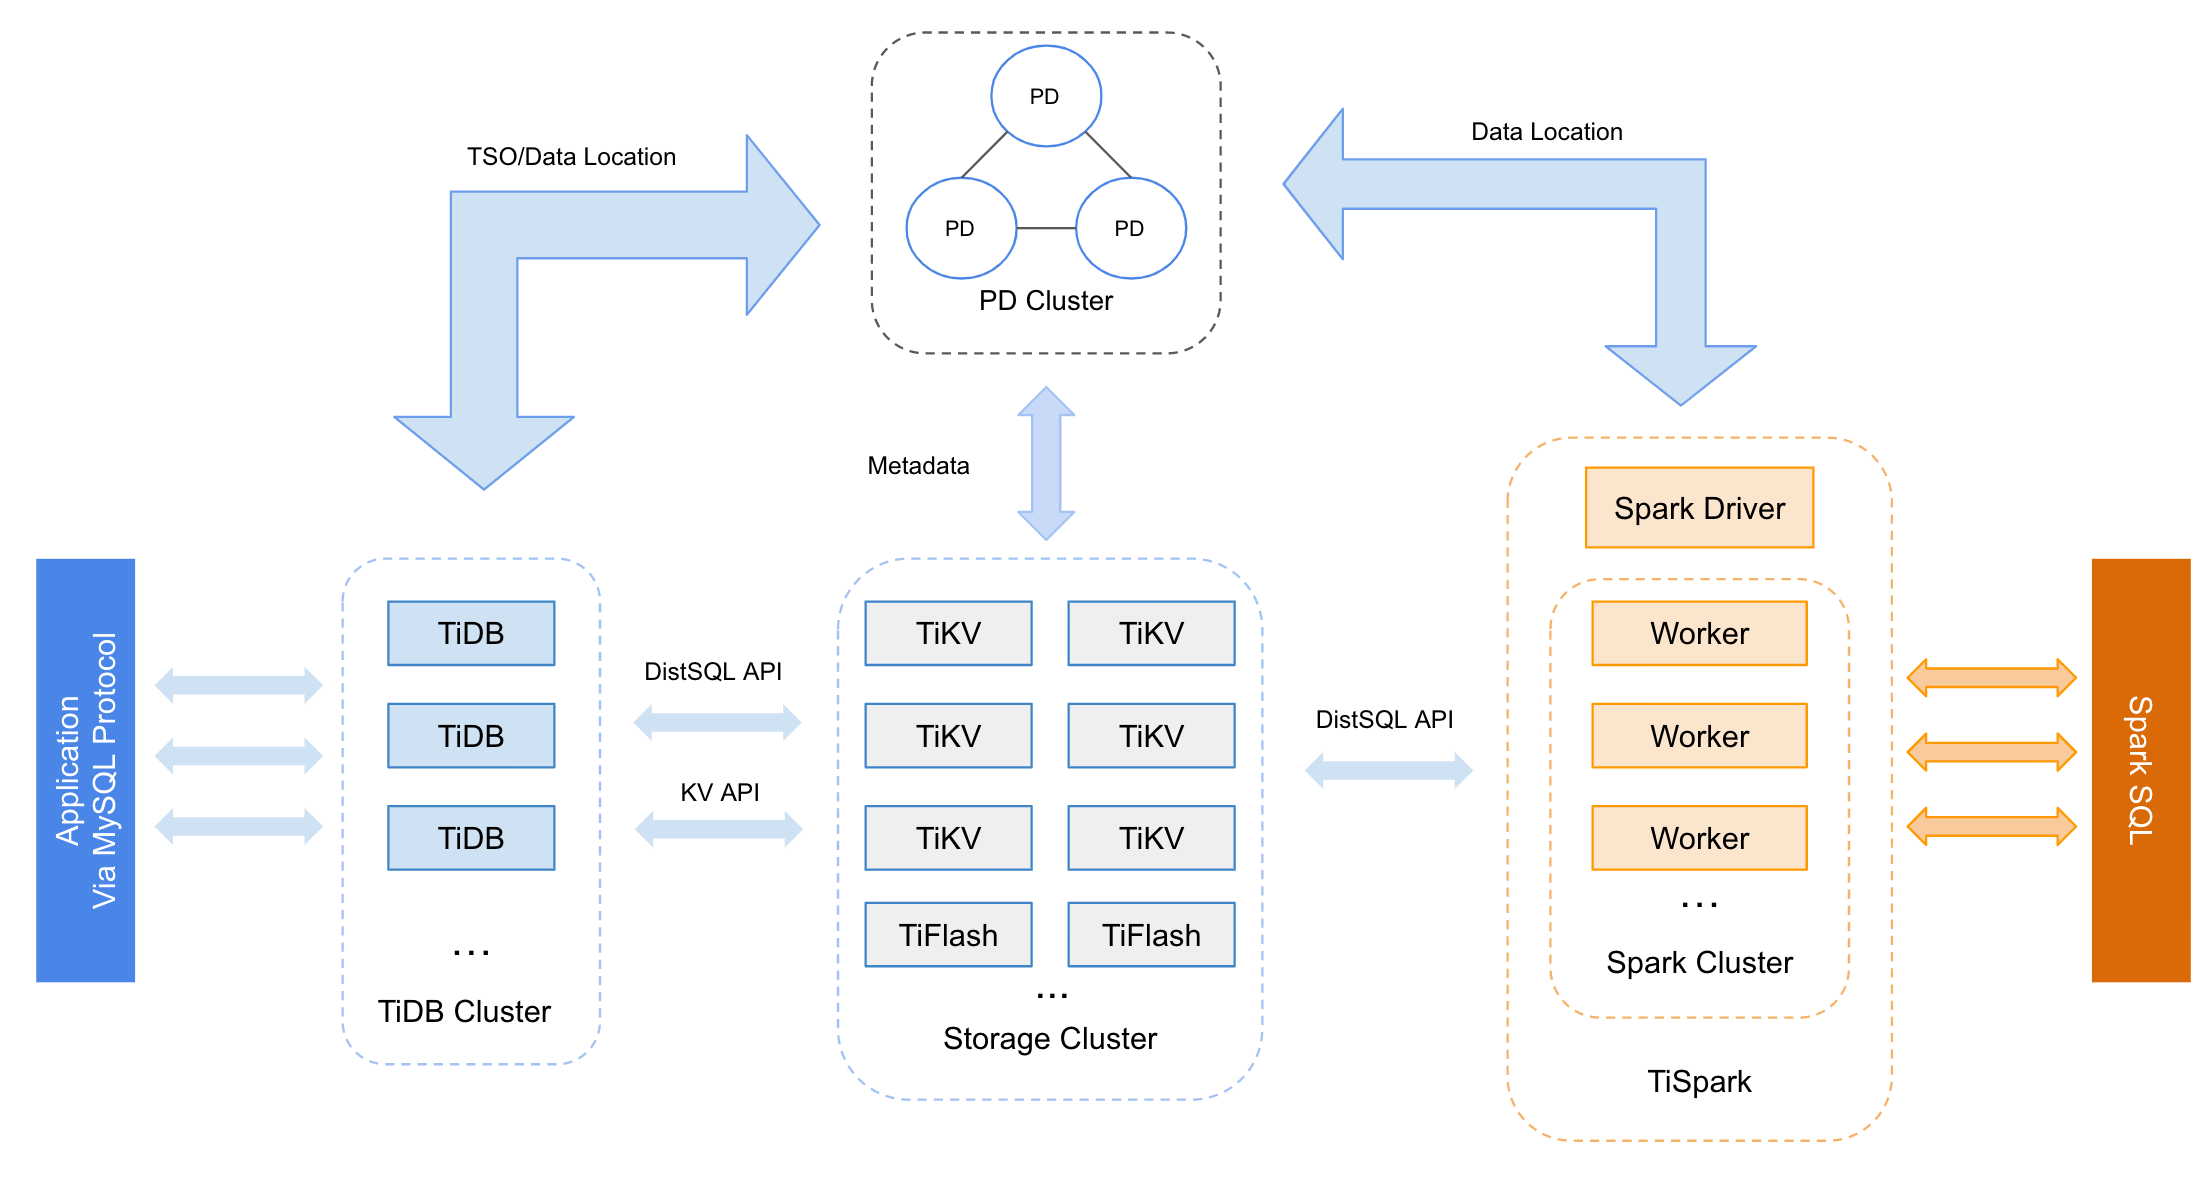 PD
TSO/Data Location
Data Location
PD
PD
PD Cluster
Metadata
Spark Driver
Application
Via MySQL Protocol
TiDB
TiDB
TiDB
...
TiDB Cluster
DistSQL API
KV API
TiKV
TiKV
TiKV
TiKV
TiKV
TiKV
TiFlash
TiFlash
...
Storage Cluster
DistSQL API
Worker
Worker
Worker
...
Spark Cluster
TiSpark
Spark SQL